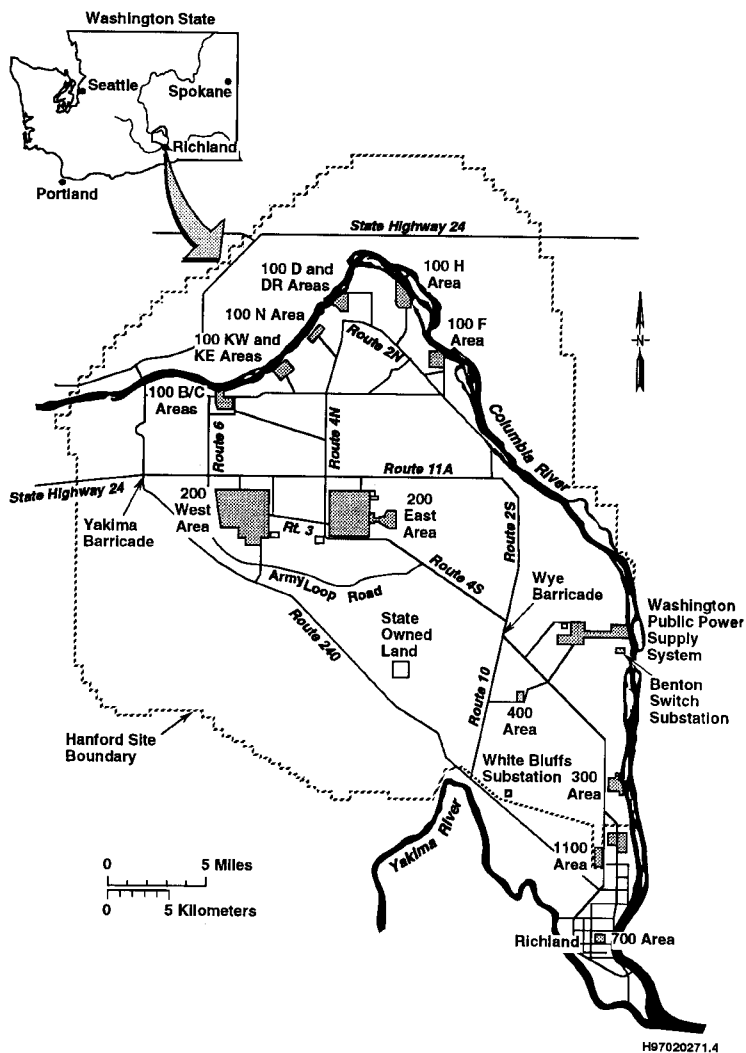 Washington State
Seattle
Spokane
Richland
Portland
State Highway 24
100 D and
DR Areas
100 H
Area
100 N Area
100 F
Area
100 KW and
KE Areas
Route 2N
N
100 B/C
Areas
Route 6
Route 4N
Columbia River
Route 11A
State Highway 24
200
West
Area
200
East
Area
Yakima
Barricade
Rt. 3
Route 2S
Army Loop Road
Route 4S
Wye
Barricade
Route 240
State
Owned
Land
Washington
Public Power
Supply
System
Benton
Switch
Substation
Route 10
400
Area
Hanford Site
Boundary
White Bluffs
Substation
300
Area
Yakima River
1100
Area
0 5 Miles
0 5 Kilometers
Richland
700 Area
H97020271.4